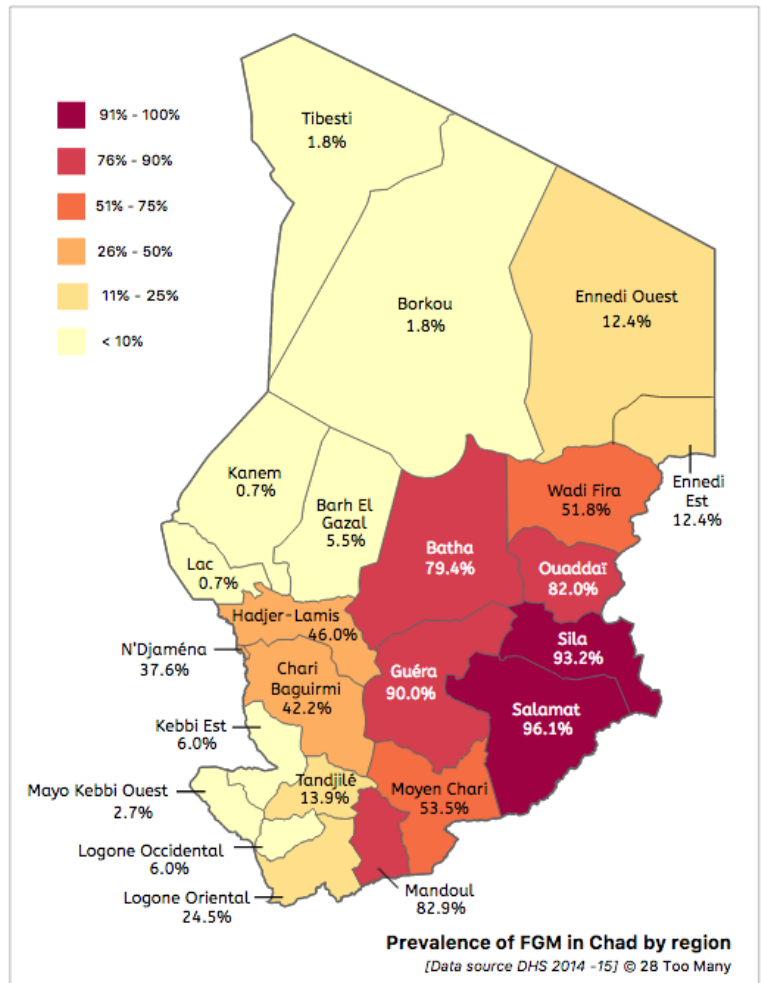 91% - 100%
76% - 90%
51% - 75%
26% - 50%
11% - 25%
< 10%
Tibesti
1.8%
Borkou
1.8%
Ennedi Ouest
12.4%
Ennedi
Est
12.4%
Kanem
0.7%
Barh El
Gazal
5.5%
Wadi Fira
51.8%
Batha
79.4%
Ouaddaï
82.0%
Lac
0.7%
Hadjer-Lamis
46.0%
Sila
93.2%
N'Djaména
37.6%
Chari
Baguirmi
42.2%
Guéra
90.0%
Salamat
96.1%
Kebbi Est
6.0%
Tandjilé
13.9%
Moyen Chari
53.5%
Mayo Kebbi Ouest
2.7%
Logone Occidental
6.0%
Logone Oriental
24.5%
Mandoul
82.9%
Prevalence of FGM in Chad by region
[Data source DHS 2014 -15] © 28 Too Many